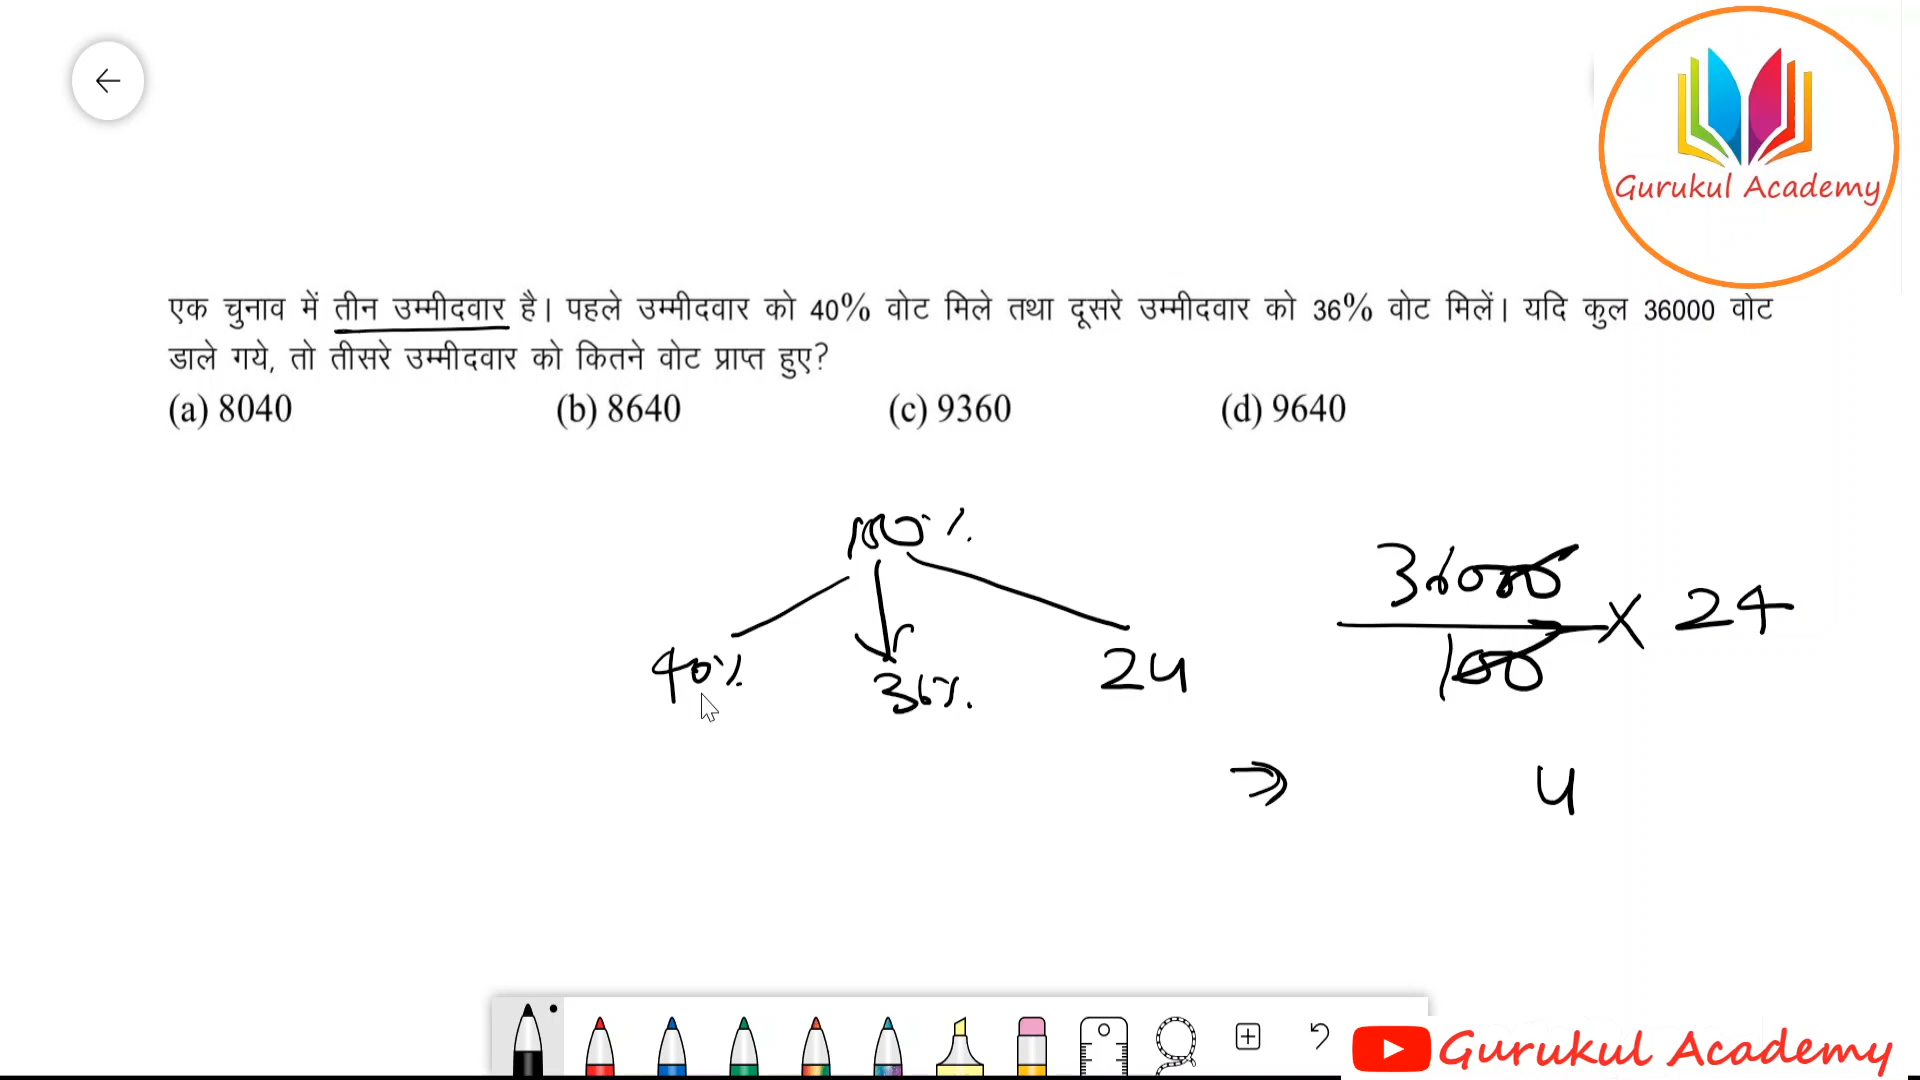 Gurukul Academy
एक चुनाव में तीन उम्मीदवार है। पहले उम्मीदवार को 40% वोट मिले तथा दूसरे उम्मीदवार को 36% वोट मिलें। यदि कुल 36000 वोट
डाले गये, तो तीसरे उम्मीदवार को कितने वोट प्राप्त हुए?
(a) 8040 (b) 8640 (c) 9360 (d) 9640
100%
40% 36% 24
36000
100
× 24
⇒ 4
Gurukul Academy